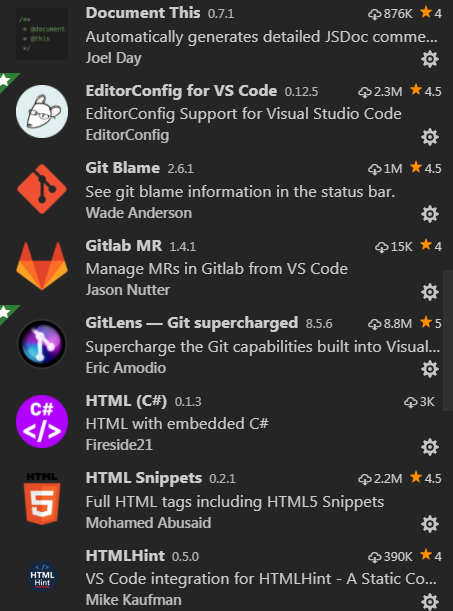 /**
* @document
* @this
*/
Document This 0.7.1 876K 4
Automatically generates detailed JSDoc comme...
Joel Day
EditorConfig for VS Code 0.12.5 2.3M 4.5
EditorConfig Support for Visual Studio Code
EditorConfig
Git Blame 2.6.1 1M 4.5
See git blame information in the status bar.
Wade Anderson
Gitlab MR 1.4.1 15K 4
Manage MRs in Gitlab from VS Code
Jason Nutter
GitLens — Git supercharged 8.5.6 8.8M 5
Supercharge the Git capabilities built into Visual...
Eric Amodio
C#
</>
HTML (C#) 0.1.3 3K
HTML with embedded C#
Fireside21
HTML
5
HTML Snippets 0.2.1 2.2M 4.5
Full HTML tags including HTML5 Snippets
Mohamed Abusaid
</>
HTML
Hint
HTMLHint 0.5.0 390K 4
VS Code integration for HTMLHint - A Static Co...
Mike Kaufman